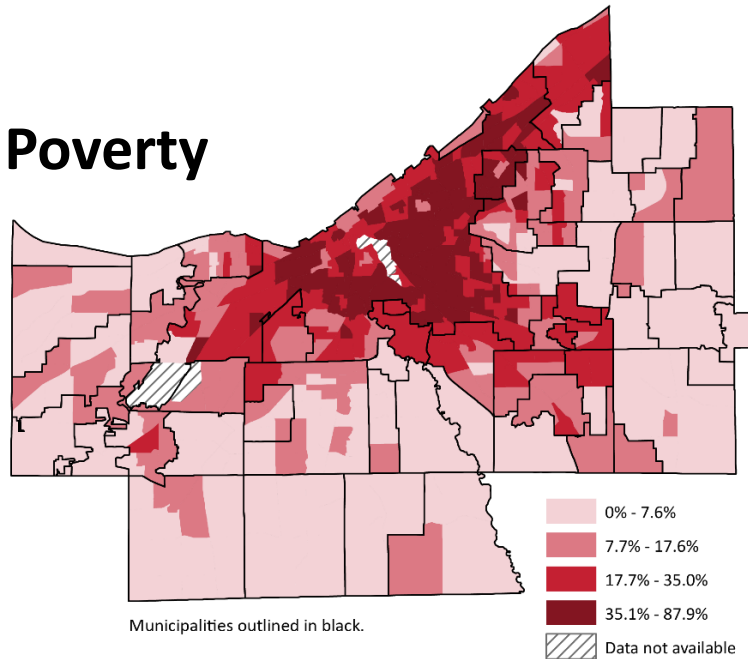 Poverty
0% - 7.6%
7.7% - 17.6%
17.7% - 35.0%
35.1% - 87.9%
Data not available
Municipalities outlined in black.